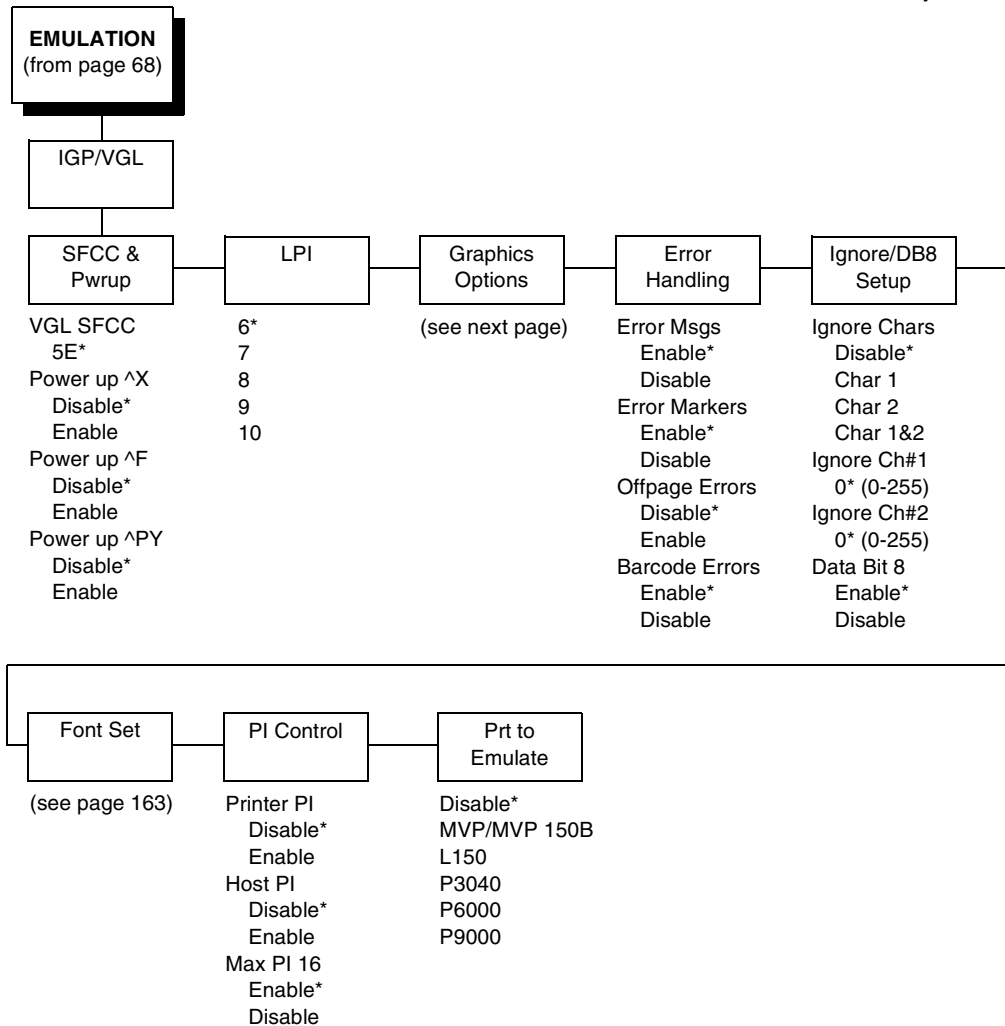 EMULATION
(from page 68)
IGP/VGL
SFCC &
Pwrup
VGL SFCC
5E*
Power up ^X
Disable*
Enable
Power up ^F
Disable*
Enable
Power up ^PY
Disable*
Enable
LPI
6*
7
8
9
10
Graphics
Options
(see next page)
Error
Handling
Error Msgs
Enable*
Disable
Error Markers
Enable*
Disable
Offpage Errors
Disable*
Enable
Barcode Errors
Enable*
Disable
Ignore/DB8
Setup
Ignore Chars
Disable*
Char 1
Char 2
Char 1&2
Ignore Ch#1
0* (0-255)
Ignore Ch#2
0* (0-255)
Data Bit 8
Enable*
Disable
Font Set
(see page 163)
PI Control
Printer PI
Disable*
Enable
Host PI
Disable*
Enable
Max PI 16
Enable*
Disable
Prt to
Emulate
Disable*
MVP/MVP 150B
L150
P3040
P6000
P9000